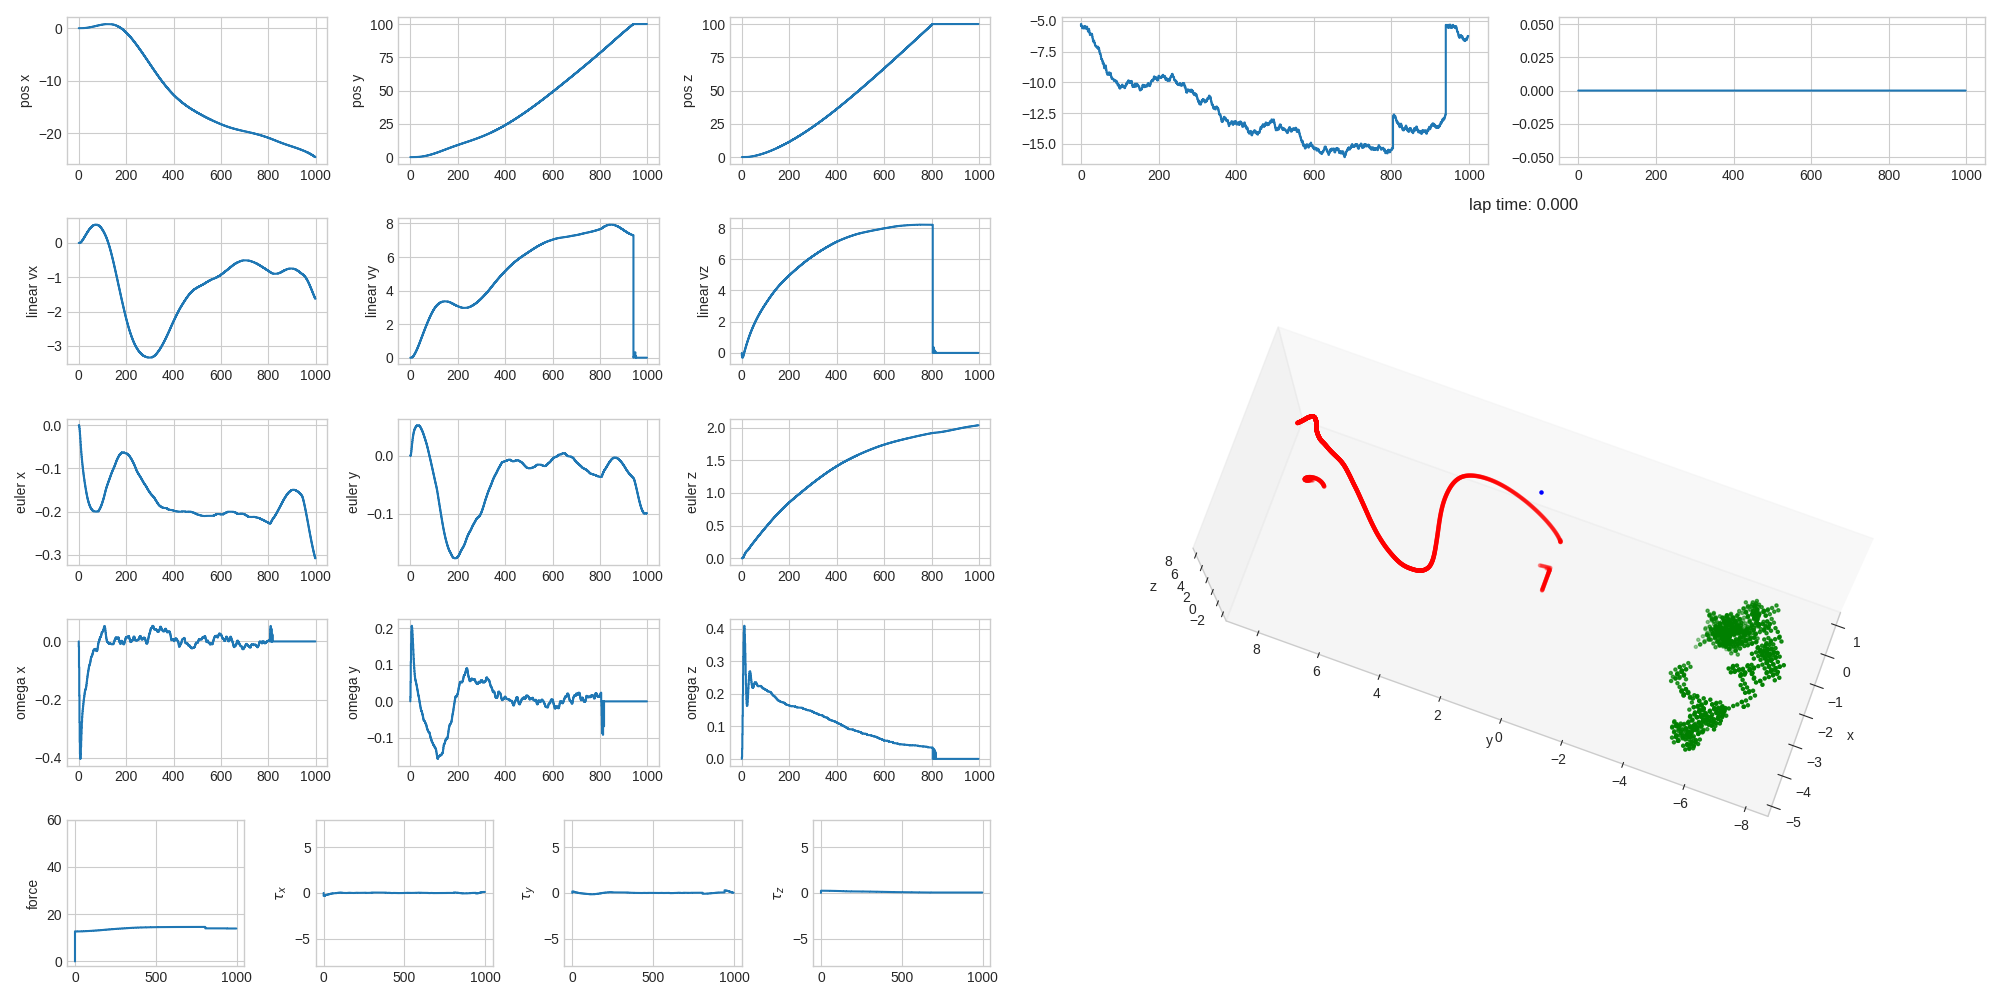 pos x
0
−10
−20
0 200 400 600 800 1000
pos y
100
75
50
25
0
0 200 400 600 800 1000
pos z
100
75
50
25
0
0 200 400 600 800 1000
−5.0
−7.5
−10.0
−12.5
−15.0
0 200 400 600 800 1000
0.050
0.025
0.000
−0.025
−0.050
0 200 400 600 800 1000
lap time: 0.000
linear vx
0
−1
−2
−3
0 200 400 600 800 1000
linear vy
8
6
4
2
0
0 200 400 600 800 1000
linear vz
8
6
4
2
0
0 200 400 600 800 1000
euler x
0.0
−0.1
−0.2
−0.3
0 200 400 600 800 1000
euler y
0.0
−0.1
0 200 400 600 800 1000
euler z
2.0
1.5
1.0
0.5
0.0
0 200 400 600 800 1000
omega x
0.0
−0.2
−0.4
0 200 400 600 800 1000
omega y
0.2
0.1
0.0
−0.1
0 200 400 600 800 1000
omega z
0.4
0.3
0.2
0.1
0.0
0 200 400 600 800 1000
z
8
6
4
2
0
−2
8
6
4
2
0
−2
−4
−6
−8
y
1
0
−1
−2
−3
−4
−5
x
force
60
40
20
0
0 500 1000
τx
5
0
−5
0 500 1000
τy
5
0
−5
0 500 1000
τz
5
0
−5
0 500 1000